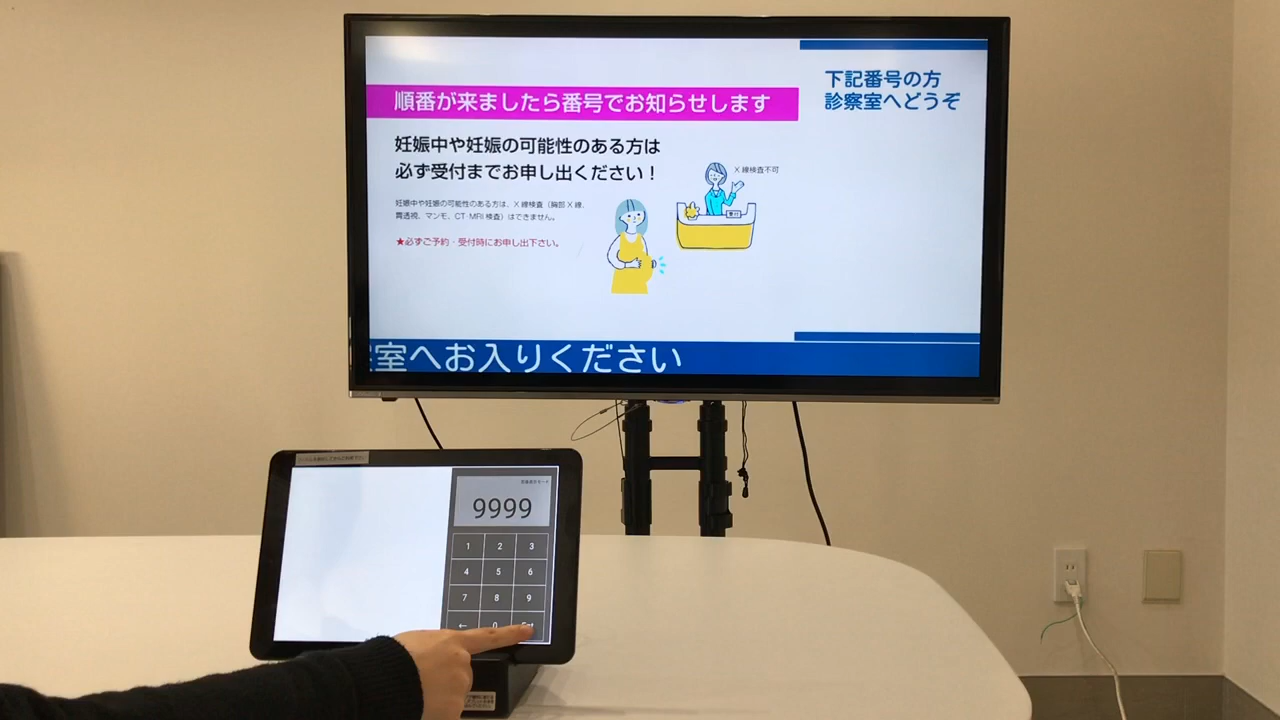 下記番号の方
診察室へどうぞ
順番が来ましたら番号でお知らせします
妊娠中や妊娠の可能性のある方は
必ず受付までお申し出ください！
X線検査不可
妊娠中や妊娠の可能性のある方は、X線検査（胸部X線、
胃透視、マンモ、CT･MRI検査）はできません。
受付
★必ずご予約・受付時にお申し出下さい。
室へお入りください
9999
1 2 3
4 5 6
7 8 9
← 0